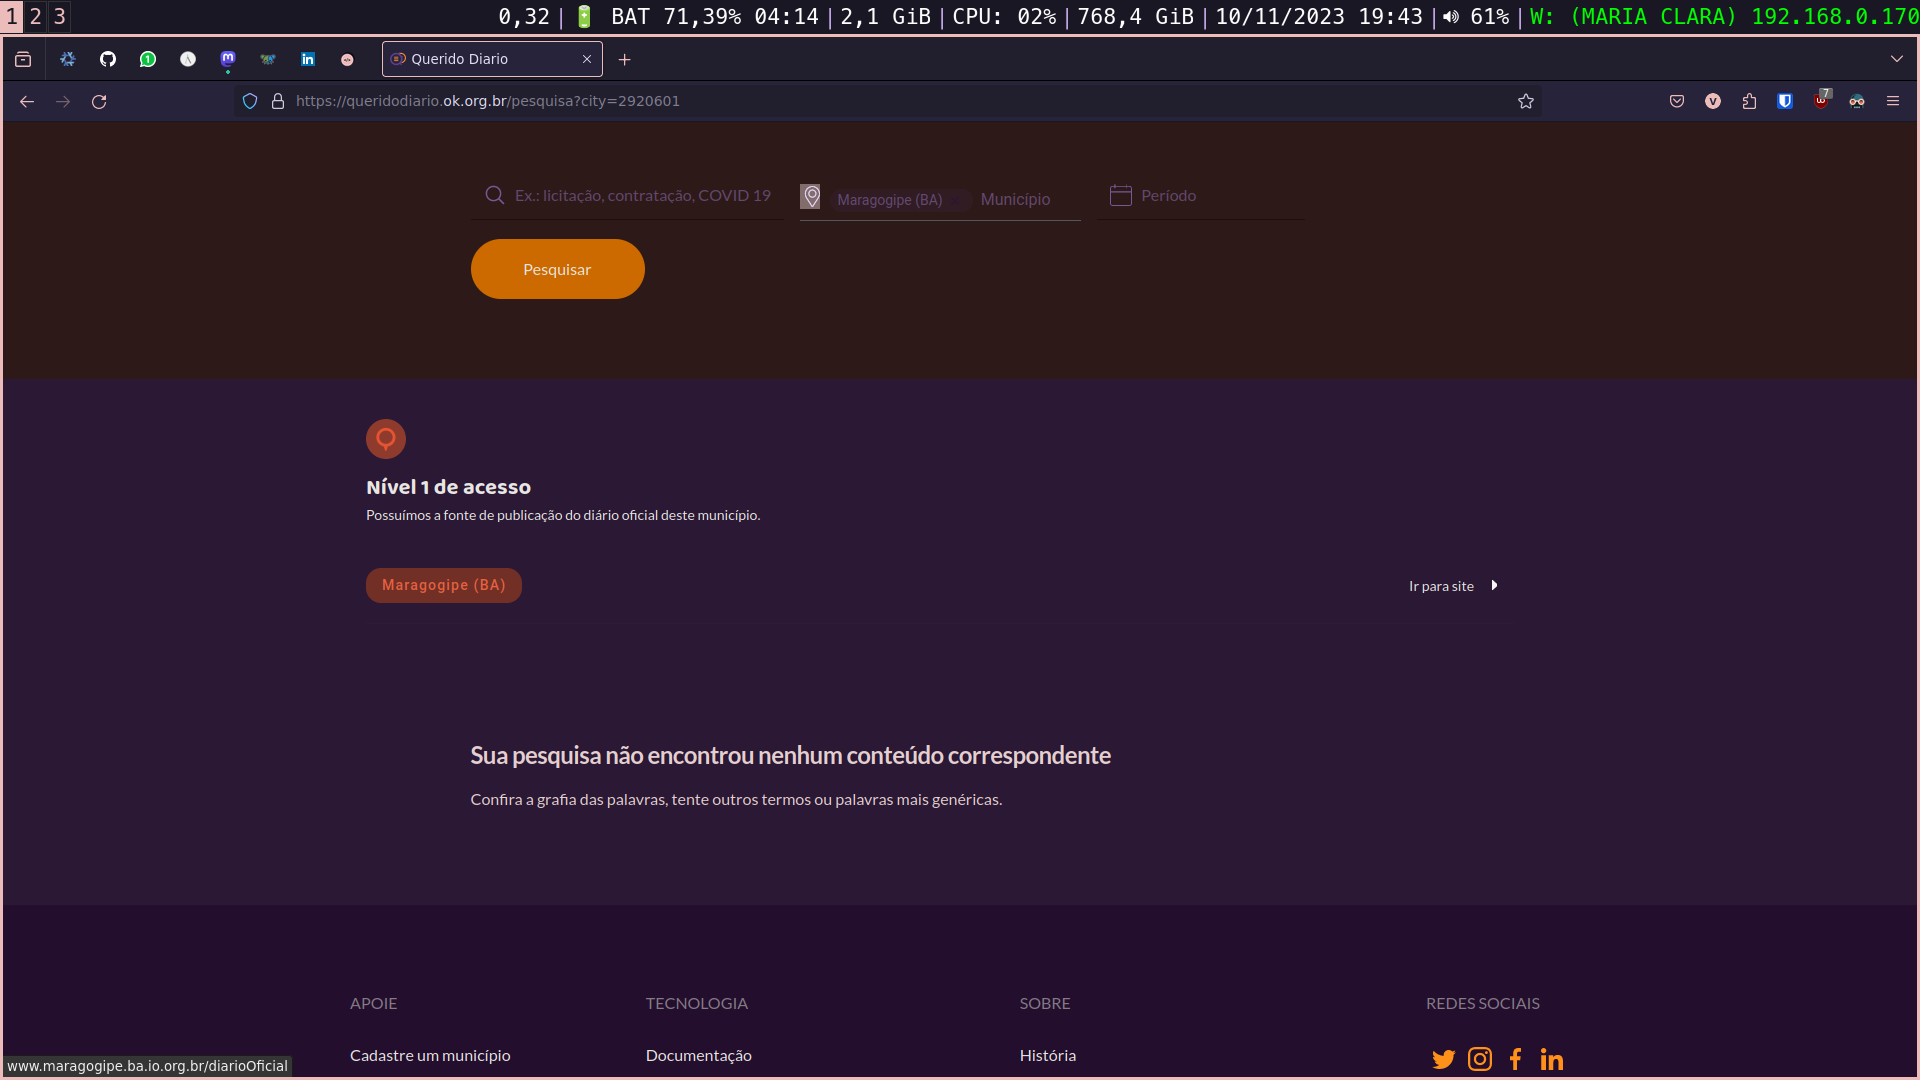 1 2 3 0,32 | BAT 71,39% 04:14 | 2,1 GiB | CPU: 02% | 768,4 GiB | 10/11/2023 19:43 | 61% | W: (MARIA CLARA) 192.168.0.170
Querido Diario
https://queridodiario.ok.org.br/pesquisa?city=2920601
7
Ex.: licitação, contratação, COVID 19
Maragogipe (BA) Município
Período
Pesquisar
Nível 1 de acesso
Possuímos a fonte de publicação do diário oficial deste município.
Maragogipe (BA)
Ir para site
Sua pesquisa não encontrou nenhum conteúdo correspondente
Confira a grafia das palavras, tente outros termos ou palavras mais genéricas.
APOIE TECNOLOGIA SOBRE REDES SOCIAIS
Cadastre um município Documentação História
www.maragogipe.ba.io.org.br/diarioOficial